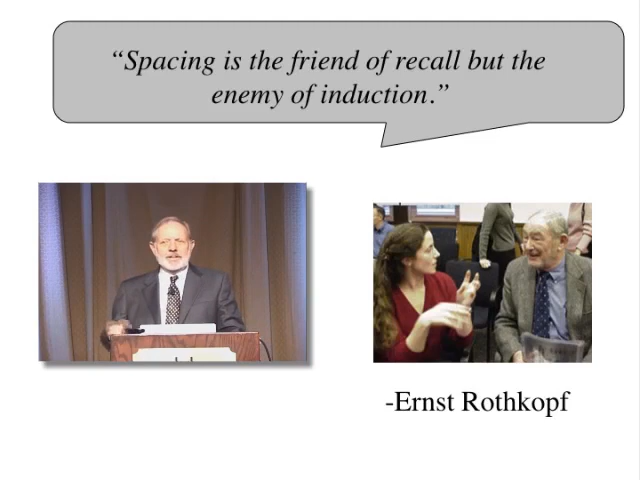 “Spacing is the friend of recall but the
enemy of induction.”
-Ernst Rothkopf